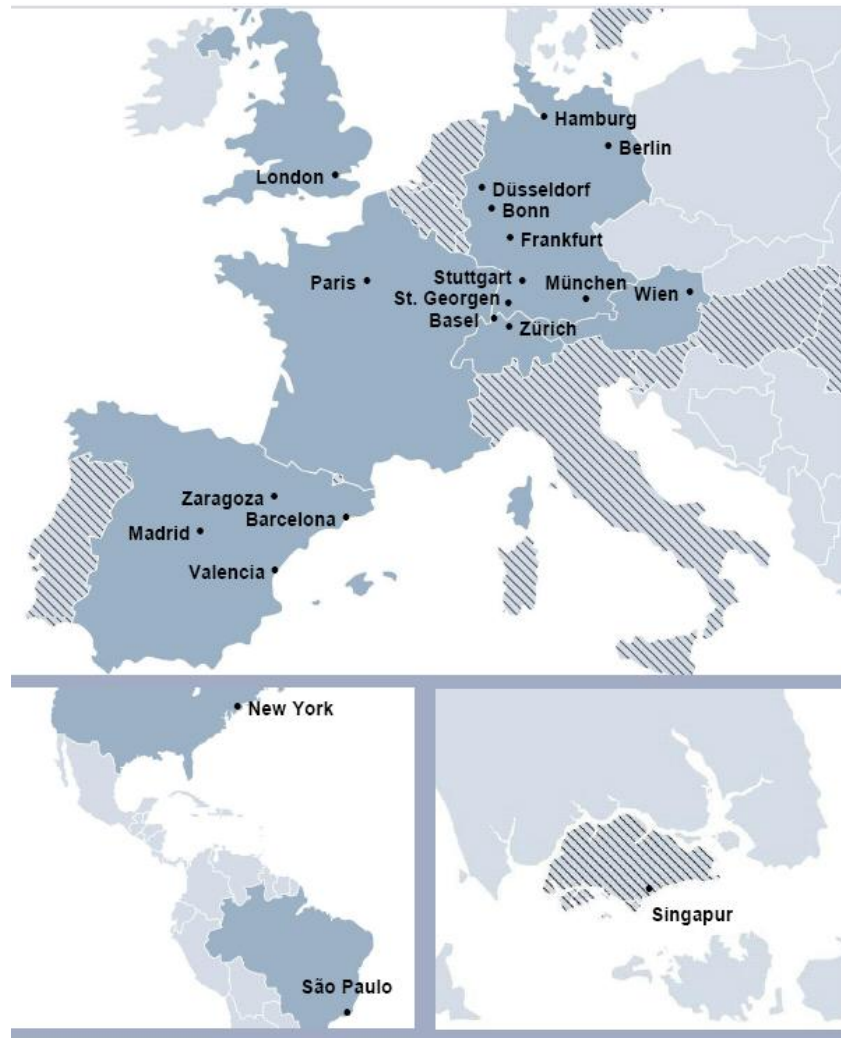 Hamburg
Berlin
London
Düsseldorf
Bonn
Frankfurt
Paris
Stuttgart
München
Wien
St. Georgen
Basel
Zürich
Zaragoza
Barcelona
Madrid
Valencia
New York
São Paulo
Singapur